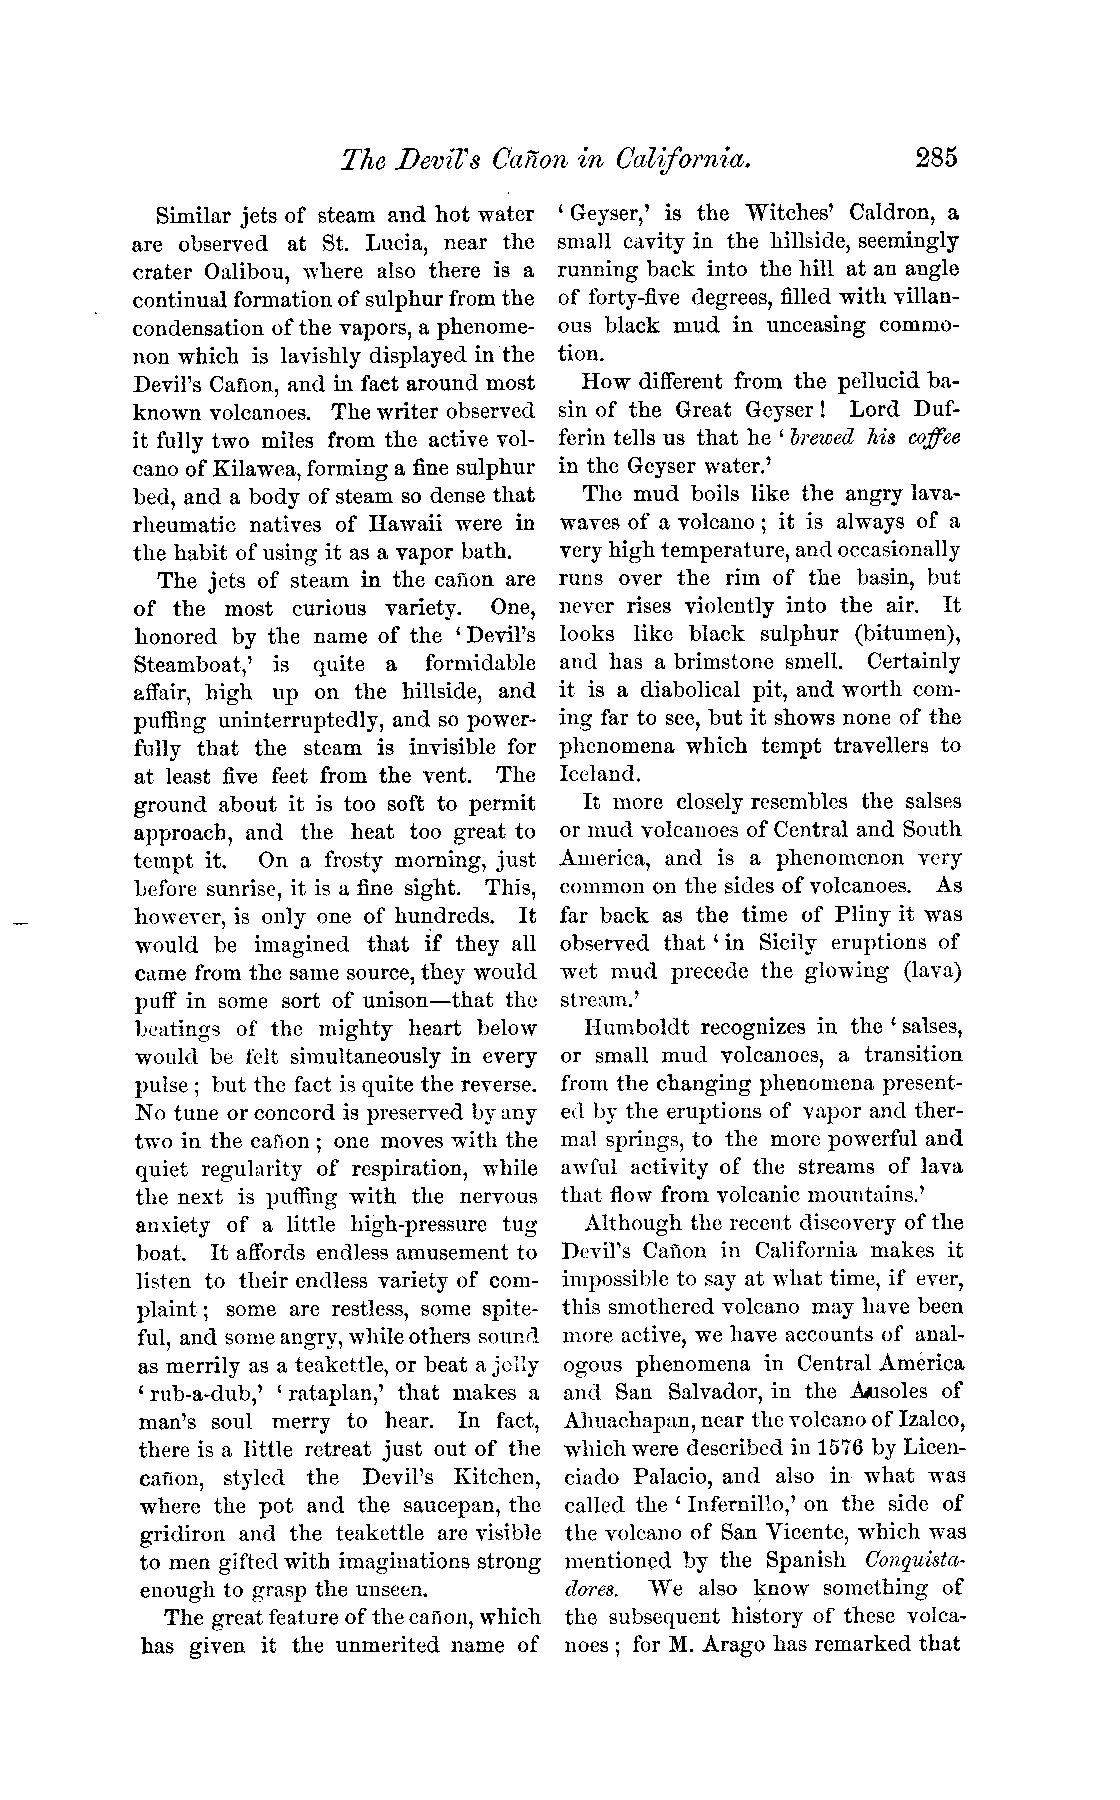 The Devil's Cañon in California. 285
Similar jets of steam and hot water
are observed at St. Lucia, near the
crater Oalibou, where also there is a
continual formation of sulphur from the
condensation of the vapors, a phenome-
non which is lavishly displayed in the
Devil's Cañon, and in fact around most
known volcanoes. The writer observed
it fully two miles from the active vol-
cano of Kilawea, forming a fine sulphur
bed, and a body of steam so dense that
rheumatic natives of Hawaii were in
the habit of using it as a vapor bath.
The jets of steam in the cañon are
of the most curious variety. One,
honored by the name of the ‘Devil's
Steamboat,’ is quite a formidable
affair, high up on the hillside, and
puffing uninterruptedly, and so power-
fully that the steam is invisible for
at least five feet from the vent. The
ground about it is too soft to permit
approach, and the heat too great to
tempt it. On a frosty morning, just
before sunrise, it is a fine sight. This,
however, is only one of hundreds. It
would be imagined that if they all
came from the same source, they would
puff in some sort of unison—that the
beatings of the mighty heart below
would be felt simultaneously in every
pulse; but the fact is quite the reverse.
No tune or concord is preserved by any
two in the cañon; one moves with the
quiet regularity of respiration, while
the next is puffing with the nervous
anxiety of a little high-pressure tug
boat. It affords endless amusement to
listen to their endless variety of com-
plaint; some are restless, some spite-
ful, and some angry, while others sound
as merrily as a teakettle, or beat a jolly
‘rub-a-dub,’ ‘rataplan,’ that makes a
man's soul merry to hear. In fact,
there is a little retreat just out of the
cañon, styled the Devil's Kitchen,
where the pot and the saucepan, the
gridiron and the teakettle are visible
to men gifted with imaginations strong
enough to grasp the unseen.
The great feature of the cañon, which
has given it the unmerited name of
‘Geyser,’ is the Witches’ Caldron, a
small cavity in the hillside, seemingly
running back into the hill at an angle
of forty-five degrees, filled with villan-
ous black mud in unceasing commo-
tion.
How different from the pellucid ba-
sin of the Great Geyser! Lord Duf-
ferin tells us that he ‘brewed his coffee
in the Geyser water.’
The mud boils like the angry lava-
waves of a volcano; it is always of a
very high temperature, and occasionally
runs over the rim of the basin, but
never rises violently into the air. It
looks like black sulphur (bitumen),
and has a brimstone smell. Certainly
it is a diabolical pit, and worth com-
ing far to see, but it shows none of the
phenomena which tempt travellers to
Iceland.
It more closely resembles the salses
or mud volcanoes of Central and South
America, and is a phenomenon very
common on the sides of volcanoes. As
far back as the time of Pliny it was
observed that ‘in Sicily eruptions of
wet mud precede the glowing (lava)
stream.’
Humboldt recognizes in the ‘salses,
or small mud volcanoes, a transition
from the changing phenomena present-
ed by the eruptions of vapor and ther-
mal springs, to the more powerful and
awful activity of the streams of lava
that flow from volcanic mountains.’
Although the recent discovery of the
Devil's Cañon in California makes it
impossible to say at what time, if ever,
this smothered volcano may have been
more active, we have accounts of anal-
ogous phenomena in Central America
and San Salvador, in the Ausoles of
Ahuachapan, near the volcano of Izalco,
which were described in 1576 by Licen-
ciado Palacio, and also in what was
called the ‘Infernillo,’ on the side of
the volcano of San Vicente, which was
mentioned by the Spanish Conquista-
dores. We also know something of
the subsequent history of these volca-
noes; for M. Arago has remarked that